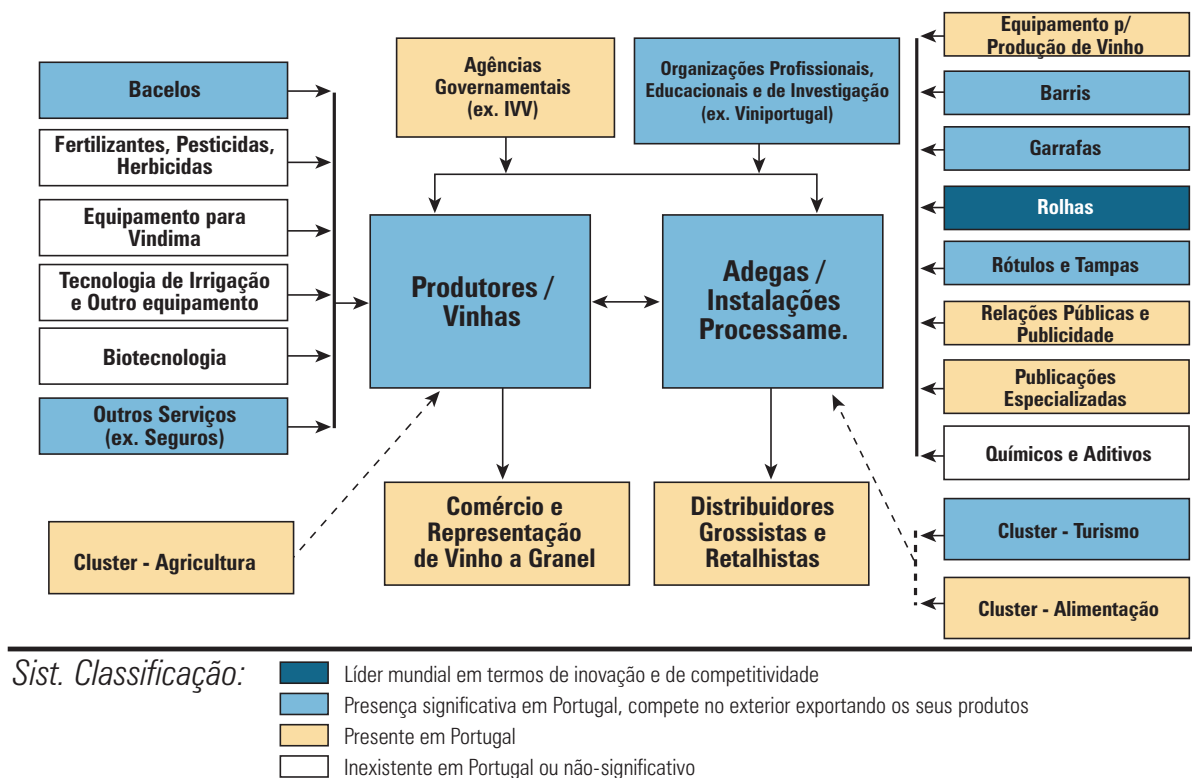 Agências
Governamentais
(ex. IVV)
Organizações Profissionais,
Educacionais e de Investigação
(ex. Viniportugal)
Bacelos
Fertilizantes, Pesticidas,
Herbicidas
Equipamento para
Vindima
Tecnologia de Irrigação
e Outro equipamento
Biotecnologia
Outros Serviços
(ex. Seguros)
Cluster - Agricultura
Produtores /
Vinhas
Adegas /
Instalações
Processame.
Comércio e
Representação
de Vinho a Granel
Distribuidores
Grossistas e
Retalhistas
Equipamento p/
Produção de Vinho
Barris
Garrafas
Rolhas
Rótulos e Tampas
Relações Públicas e
Publicidade
Publicações
Especializadas
Químicos e Aditivos
Cluster - Turismo
Cluster - Alimentação
Sist. Classificação:
Líder mundial em termos de inovação e de competitividade
Presença significativa em Portugal, compete no exterior exportando os seus produtos
Presente em Portugal
Inexistente em Portugal ou não-significativo